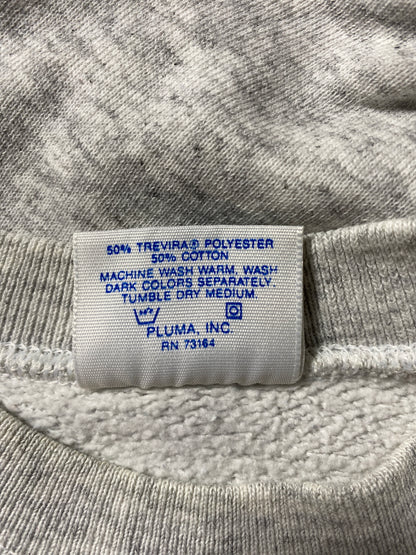 50% TREVIRA® POLYESTER
50% COTTON
MACHINE WASH WARM, WASH
DARK COLORS SEPARATELY.
TUMBLE DRY MEDIUM.
PLUMA, INC
RN 73164